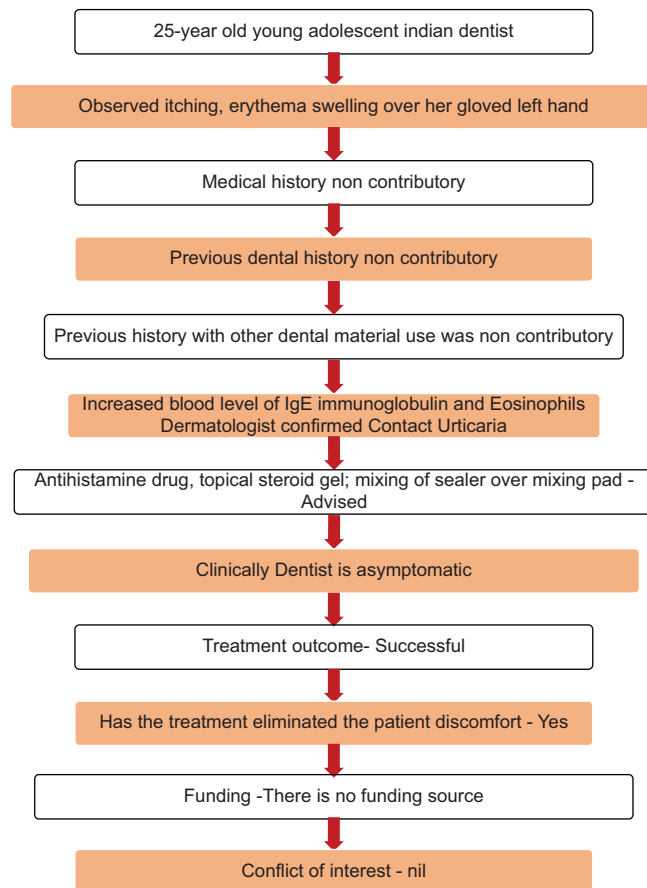 25-year old young adolescent indian dentist
Observed itching, erythema swelling over her gloved left hand
Medical history non contributory
Previous dental history non contributory
Previous history with other dental material use was non contributory
Increased blood level of IgE immunoglobulin and Eosinophils
Dermatologist confirmed Contact Urticaria
Antihistamine drug, topical steroid gel; mixing of sealer over mixing pad -
Advised
Clinically Dentist is asymptomatic
Treatment outcome- Successful
Has the treatment eliminated the patient discomfort - Yes
Funding -There is no funding source
Conflict of interest - nil